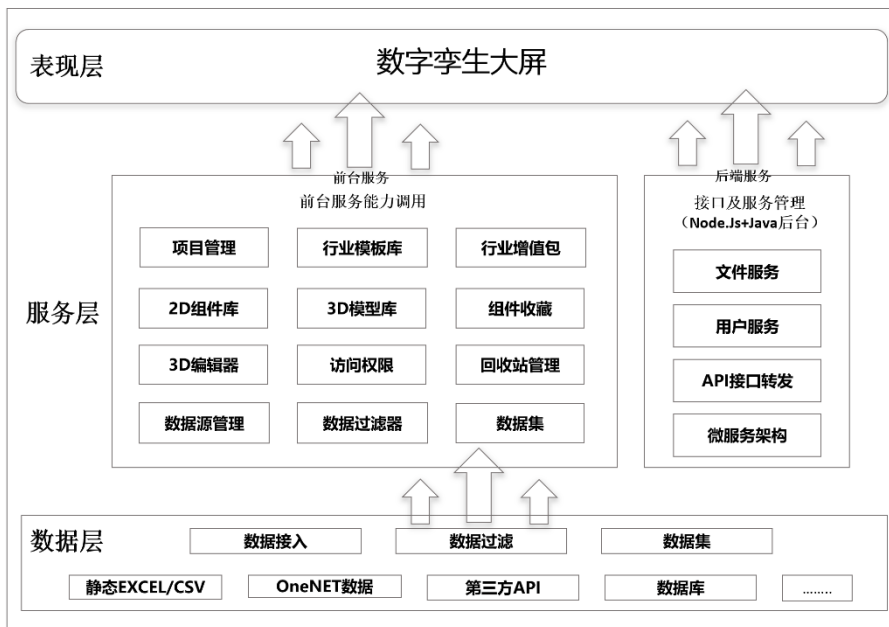 表现层
数字孪生大屏
前台服务
前台服务能力调用
项目管理
行业模板库
行业增值包
2D组件库
3D模型库
组件收藏
3D编辑器
访问权限
回收站管理
数据源管理
数据过滤器
数据集
服务层
后端服务
接口及服务管理
（Node.Js+Java后台）
文件服务
用户服务
API接口转发
微服务架构
数据层
数据接入
数据过滤
数据集
静态EXCEL/CSV
OneNET数据
第三方API
数据库
........